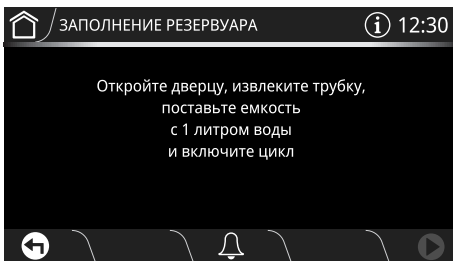 ЗАПОЛНЕНИЕ РЕЗЕРВУАРА
12:30
Откройте дверцу, извлеките трубку,
поставьте емкость
с 1 литром воды
и включите цикл